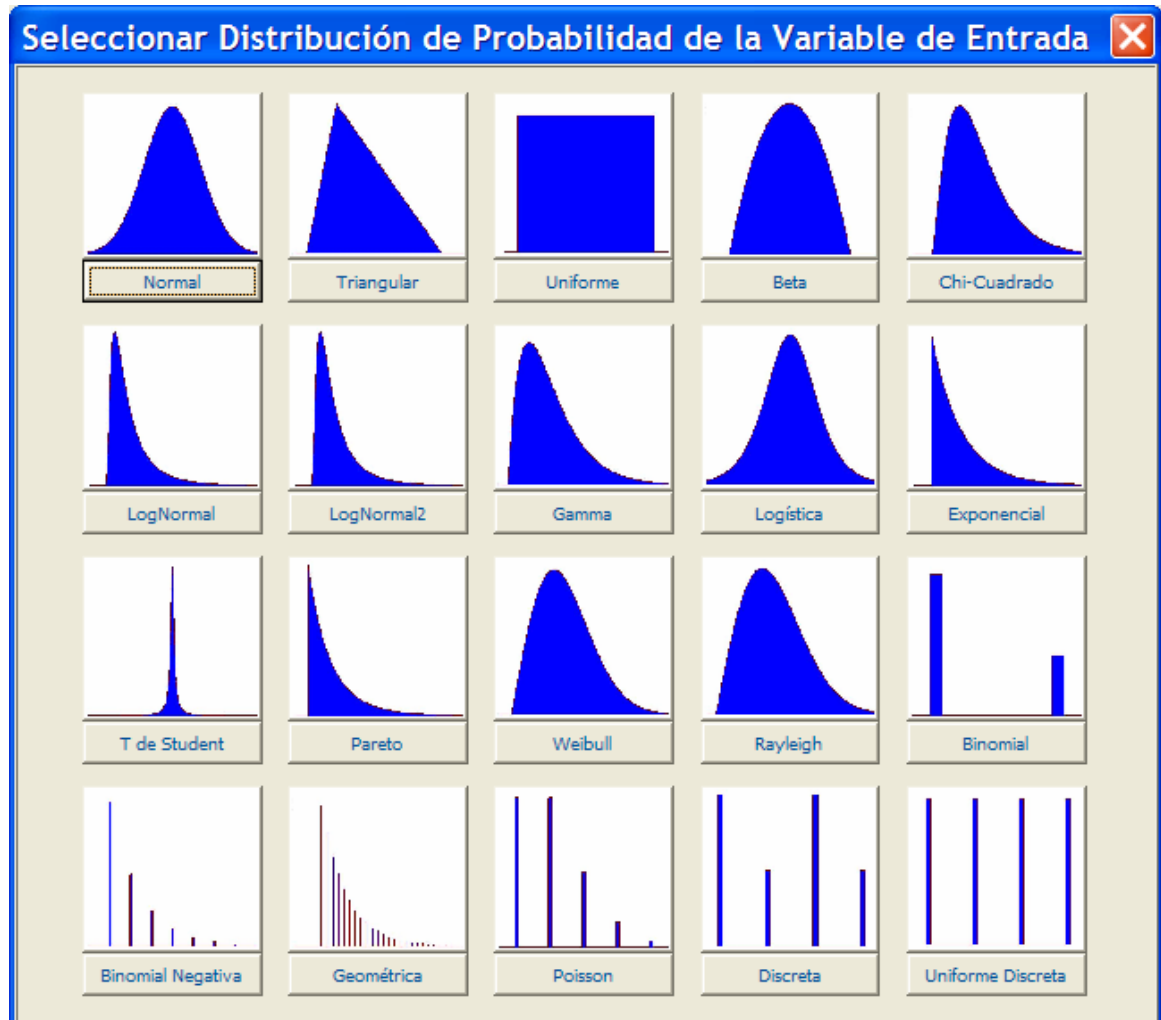 Seleccionar Distribución de Probabilidad de la Variable de Entrada
Normal
Triangular
Uniforme
Beta
Chi-Cuadrado
LogNormal
LogNormal2
Gamma
Logística
Exponencial
T de Student
Pareto
Weibull
Rayleigh
Binomial
Binomial Negativa
Geométrica
Poisson
Discreta
Uniforme Discreta